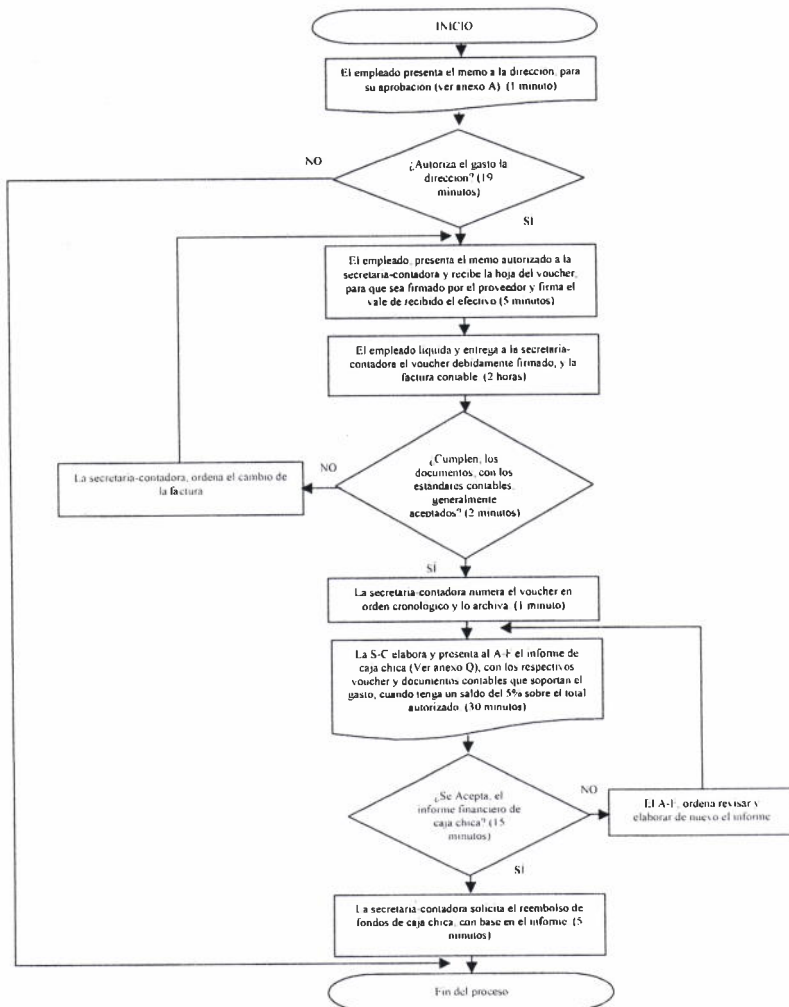 INICIO
El empleado presenta el memo a la dirección, para
su aprobación (ver anexo A) (1 minuto)
NO
¿Autoriza el gasto la
dirección? (19
minutos)
SÍ
El empleado, presenta el memo autorizado a la
secretaria-contadora y recibe la hoja del voucher,
para que sea firmado por el proveedor y firma el
vale de recibido el efectivo (5 minutos)
El empleado liquida y entrega a la secretaria-
contadora el voucher debidamente firmado, y la
factura contable (2 horas)
¿Cumplen, los
documentos, con los
estándares contables,
generalmente
aceptados? (2 minutos)
NO
La secretaria-contadora, ordena el cambio de
la factura
SÍ
La secretaria-contadora numera el voucher en
orden cronológico y lo archiva (1 minuto)
La S-C elabora y presenta al A-F el informe de
caja chica (Ver anexo Q), con los respectivos
voucher y documentos contables que soportan el
gasto, cuando tenga un saldo del 5% sobre el total
autorizado (30 minutos)
¿Se Acepta, el
informe financiero de
caja chica? (15
minutos)
NO
El A-F, ordena revisar y
elaborar de nuevo el informe
SÍ
La secretaria-contadora solicita el reembolso de
fondos de caja chica, con base en el informe (5
minutos)
Fin del proceso